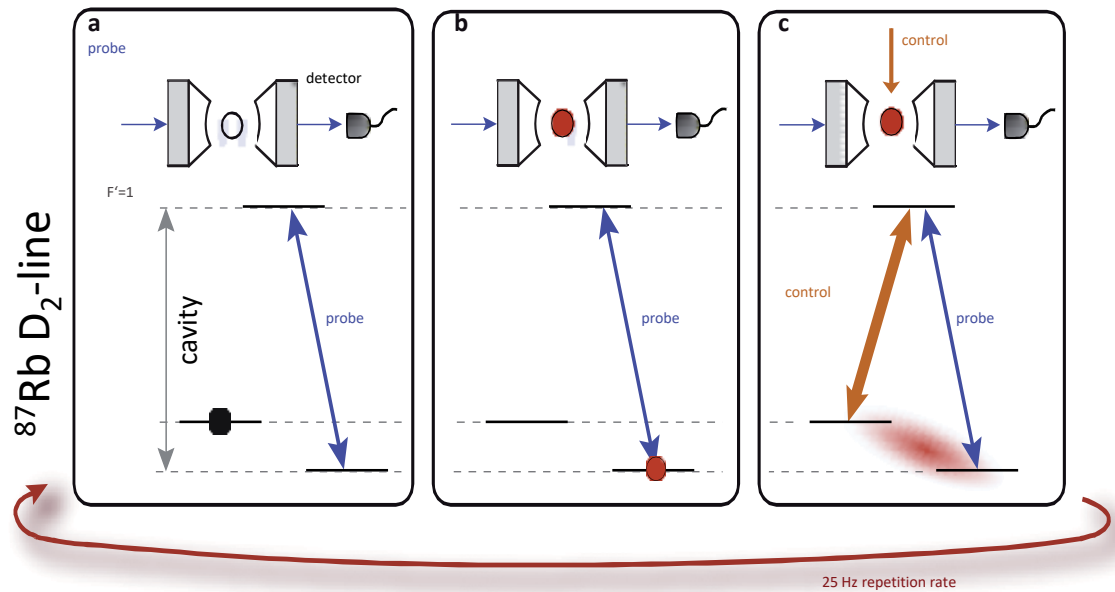 a
probe
detector
F'=1
cavity
probe
b
probe
c
control
control
probe
⁸⁷Rb D₂-line
25 Hz repetition rate